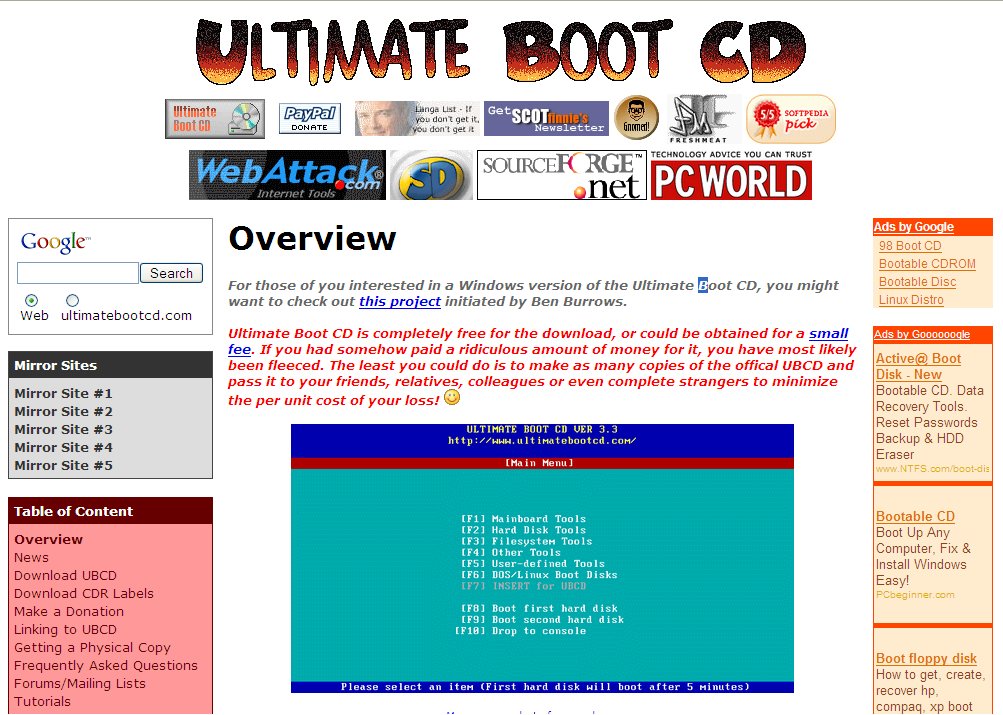 ULTIMATE BOOT CD
Ultimate
Boot CD
PayPal
DONATE
Langa List - If
you don't get it,
you don't get it
Get SCOTfinnie's
Newsletter
Gnomed!
FRESHMEAT
5/5 SOFTPEDIA
pick
WebAttack.com
Internet Tools
SD
SOURCEFORGE™
.net
TECHNOLOGY ADVICE YOU CAN TRUST
PC WORLD
Google™
Search
Web ultimatebootcd.com
Mirror Sites
Mirror Site #1
Mirror Site #2
Mirror Site #3
Mirror Site #4
Mirror Site #5
Table of Content
Overview
News
Download UBCD
Download CDR Labels
Make a Donation
Linking to UBCD
Getting a Physical Copy
Frequently Asked Questions
Forums/Mailing Lists
Tutorials
Overview
For those of you interested in a Windows version of the Ultimate Boot CD, you might
want to check out this project initiated by Ben Burrows.
Ultimate Boot CD is completely free for the download, or could be obtained for a small
fee. If you had somehow paid a ridiculous amount of money for it, you have most likely
been fleeced. The least you could do is to make as many copies of the offical UBCD and
pass it to your friends, relatives, colleagues or even complete strangers to minimize
the per unit cost of your loss!
ULTIMATE BOOT CD VER 3.3
http://www.ultimatebootcd.com/
[Main Menu]
[F1] Mainboard Tools
[F2] Hard Disk Tools
[F3] Filesystem Tools
[F4] Other Tools
[F5] User-defined Tools
[F6] DOS/Linux Boot Disks
[F7] INSERT for UBCD
[F8] Boot first hard disk
[F9] Boot second hard disk
[F10] Drop to console
Please select an item (First hard disk will boot after 5 minutes)
Ads by Google
98 Boot CD
Bootable CDROM
Bootable Disc
Linux Distro
Ads by Goooooogle
Active@ Boot
Disk - New
Bootable CD. Data
Recovery Tools.
Reset Passwords
Backup & HDD
Eraser
www.NTFS.com/boot-dis
Bootable CD
Boot Up Any
Computer, Fix &
Install Windows
Easy!
PCbeginner.com
Boot floppy disk
How to get, create,
recover hp,
compaq, xp boot